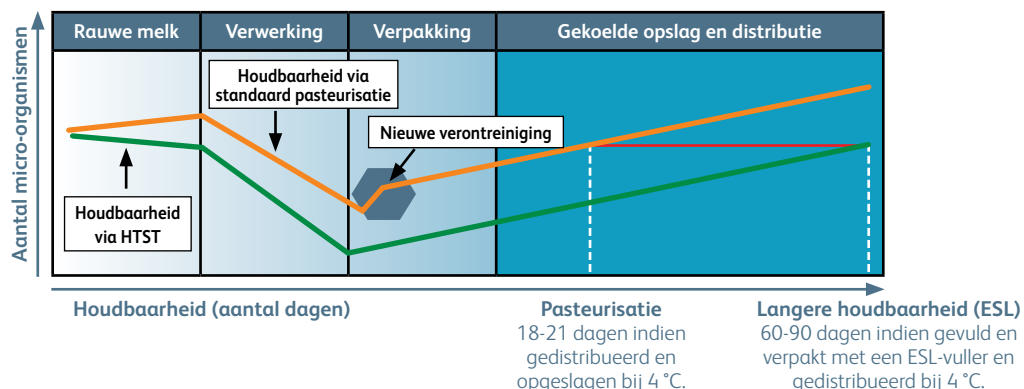 Rauwe melk
Verwerking
Verpakking
Gekoelde opslag en distributie
Aantal micro-organismen
Houdbaarheid via
standaard pasteurisatie
Nieuwe verontreiniging
Houdbaarheid
via HTST
Houdbaarheid (aantal dagen)
Pasteurisatie
18-21 dagen indien
gedistribueerd en
opgeslagen bij 4 °C.
Langere houdbaarheid (ESL)
60-90 dagen indien gevuld en
verpakt met een ESL-vuller en
gedistribueerd bij 4 °C.